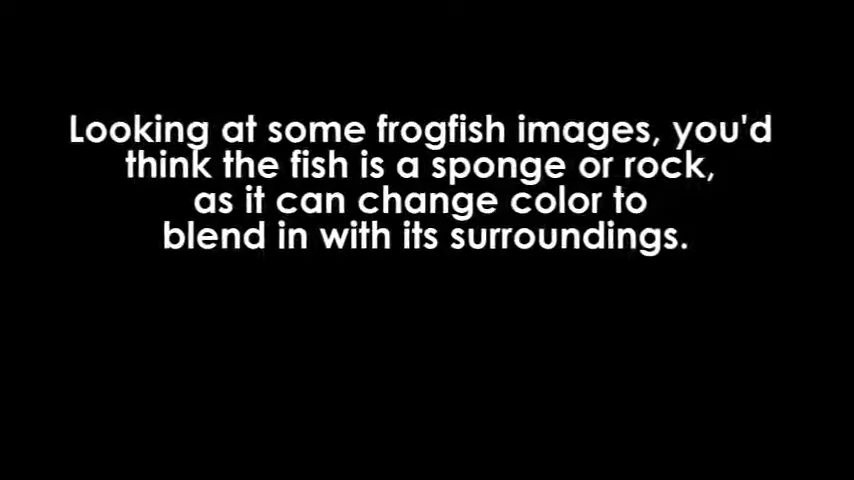 Looking at some frogfish images, you'd
think the fish is a sponge or rock,
as it can change color to
blend in with its surroundings.